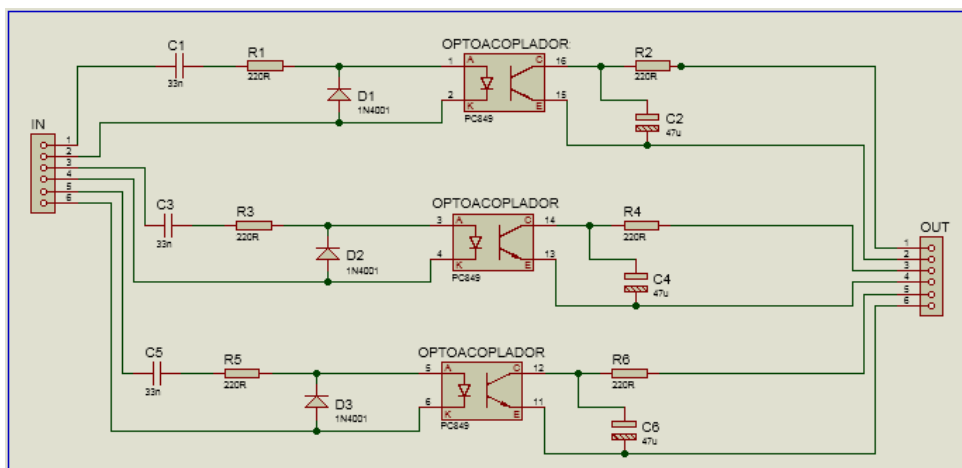 IN
1
2
3
4
5
6
C1
33n
R1
220R
D1
1N4001
OPTOACOPLADOR
1 A C 16
2 K E 15
PC849
R2
220R
C2
47u
C3
33n
R3
220R
D2
1N4001
OPTOACOPLADOR
3 A C 14
4 K E 13
PC849
R4
220R
C4
47u
OUT
1
2
3
4
5
6
C5
33n
R5
220R
D3
1N4001
OPTOACOPLADOR
5 A C 12
6 K E 11
PC849
R6
220R
C6
47u